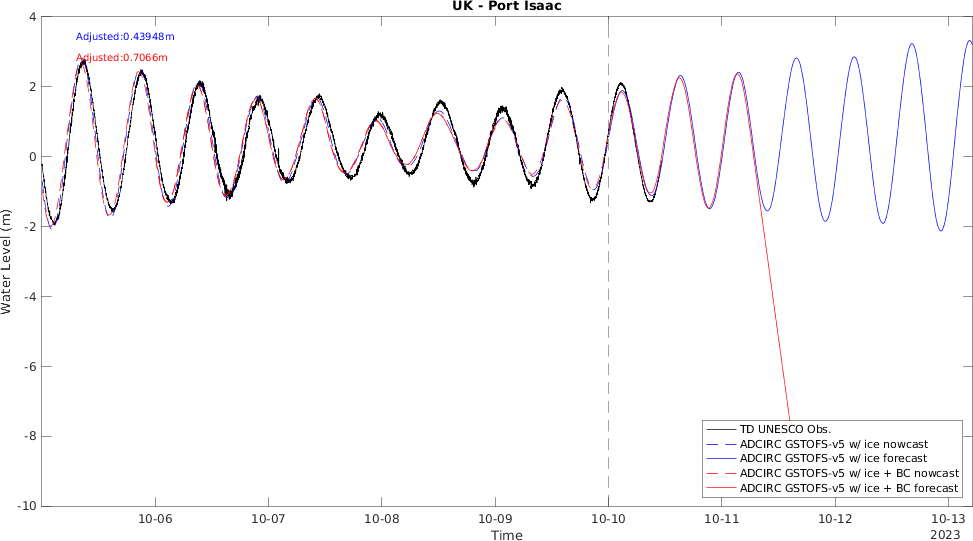 UK - Port Isaac
Adjusted:0.43948m
Adjusted:0.7066m
Water Level (m)
4
2
0
-2
-4
-6
-8
-10
10-06
10-07
10-08
10-09
10-10
10-11
10-12
10-13
2023
Time
TD UNESCO Obs.
ADCIRC GSTOFS-v5 w/ ice nowcast
ADCIRC GSTOFS-v5 w/ ice forecast
ADCIRC GSTOFS-v5 w/ ice + BC nowcast
ADCIRC GSTOFS-v5 w/ ice + BC forecast